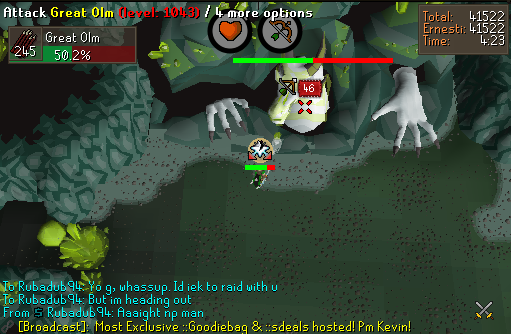 Attack Great Olm (level: 1043) / 4 more options
Total: 41522
Ernesti: 41522
Time: 4:23
Great Olm
245
50.2%
46
To Rubadub94: Yo g, whassup. Id iek to raid with u
To Rubadub94: But im heading out
From Rubadub94: Aaaight np man
[Broadcast]: Most Exclusive ::Goodiebag & ::sdeals hosted! Pm Kevin!